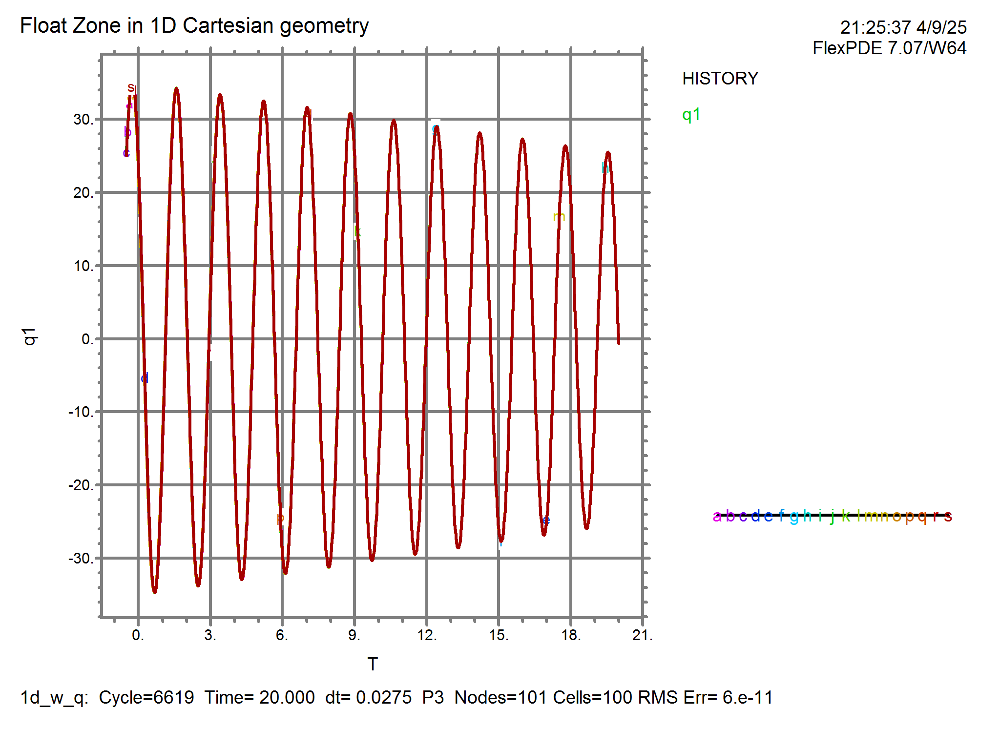 Float Zone in 1D Cartesian geometry
21:25:37 4/9/25
FlexPDE 7.07/W64
HISTORY
q1
s
a
b
c
30.
g
h
20.
m
k
10.
q1
0.
d
-10.
-20.
p
e
a b c d e f g h i j k l m n o p q r s
-30.
0. 3. 6. 9. 12. 15. 18. 21.
T
1d_w_q: Cycle=6619 Time= 20.000 dt= 0.0275 P3 Nodes=101 Cells=100 RMS Err= 6.e-11